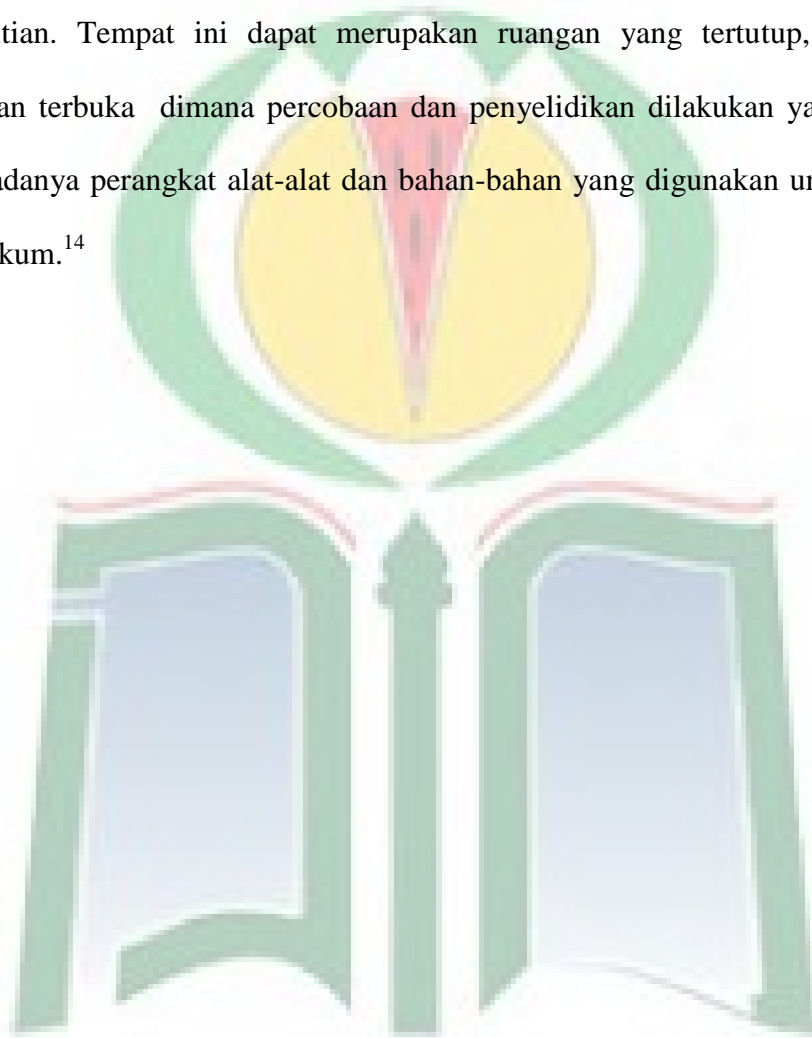 tian. Tempat ini dapat merupakan ruangan yang tertutup,
an terbuka dimana percobaan dan penyelidikan dilakukan ya
adanya perangkat alat-alat dan bahan-bahan yang digunakan un
kum.14